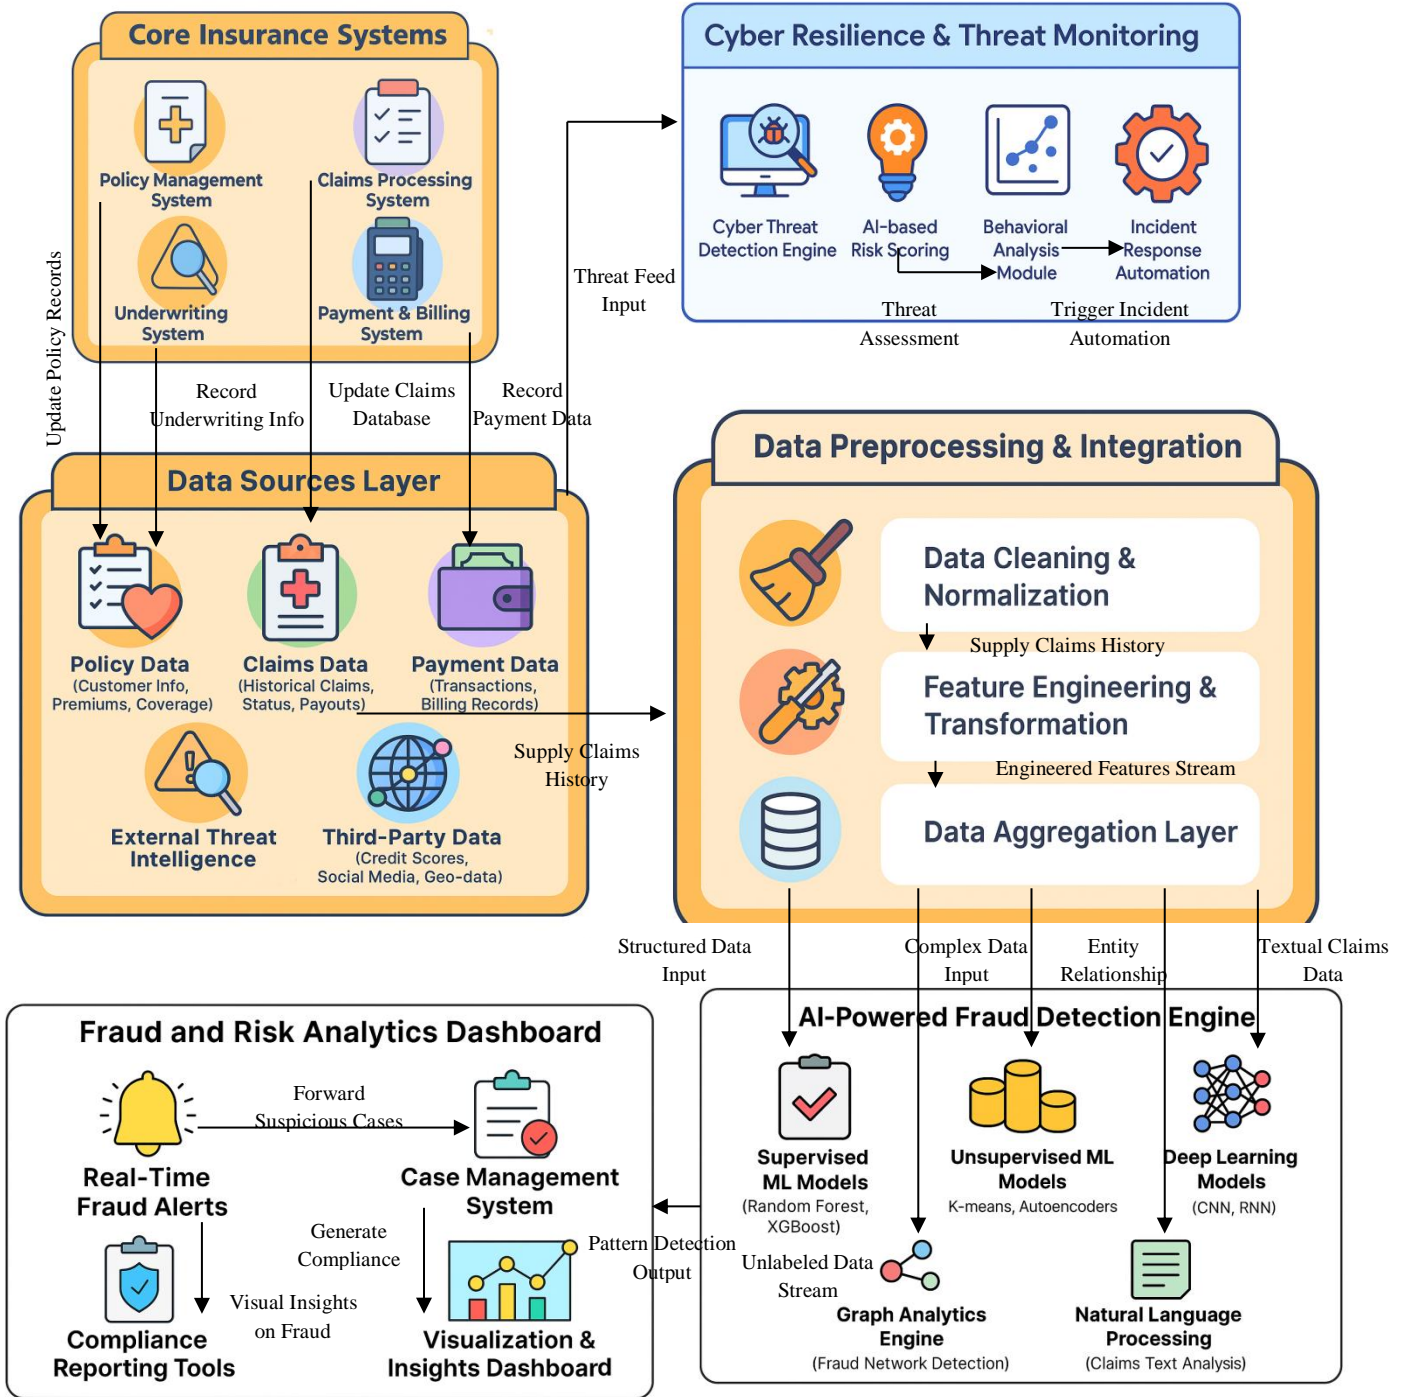 Core Insurance Systems
Policy Management
System
Claims Processing
System
Underwriting
System
Payment & Billing
System
Cyber Resilience & Threat Monitoring
Cyber Threat
Detection Engine
AI-based
Risk Scoring
Behavioral
Analysis
Module
Incident
Response
Automation
Threat
Assessment
Trigger Incident
Automation
Threat Feed
Input
Update Policy Records
Record
Underwriting Info
Update Claims
Database
Record
Payment Data
Data Sources Layer
Policy Data
(Customer Info,
Premiums, Coverage)
Claims Data
(Historical Claims,
Status, Payouts)
Payment Data
(Transactions,
Billing Records)
External Threat
Intelligence
Third-Party Data
(Credit Scores,
Social Media, Geo-data)
Supply Claims
History
Data Preprocessing & Integration
Data Cleaning &
Normalization
Supply Claims History
Feature Engineering &
Transformation
Engineered Features Stream
Data Aggregation Layer
Structured Data
Input
Complex Data
Input
Entity
Relationship
Textual Claims
Data
Fraud and Risk Analytics Dashboard
Real-Time
Fraud Alerts
Forward
Suspicious Cases
Case Management
System
Generate
Compliance
Visual Insights
on Fraud
Compliance
Reporting Tools
Visualization &
Insights Dashboard
Pattern Detection
Output
AI-Powered Fraud Detection Engine
Supervised
ML Models
(Random Forest,
XGBoost)
Unsupervised ML
Models
K-means, Autoencoders
Deep Learning
Models
(CNN, RNN)
Unlabeled Data
Stream
Graph Analytics
Engine
(Fraud Network Detection)
Natural Language
Processing
(Claims Text Analysis)